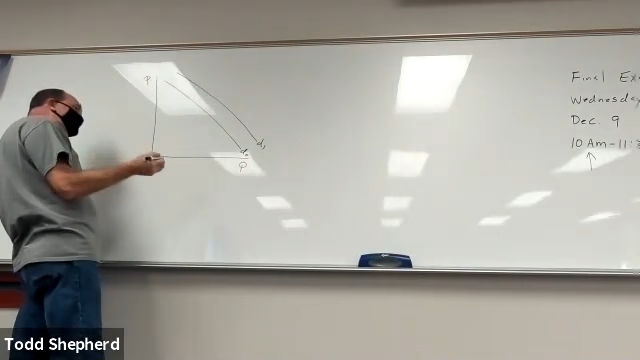 P
d,
Q
Final Ex
Wednesday
Dec. 9
10 Am - 11:
Todd Shepherd